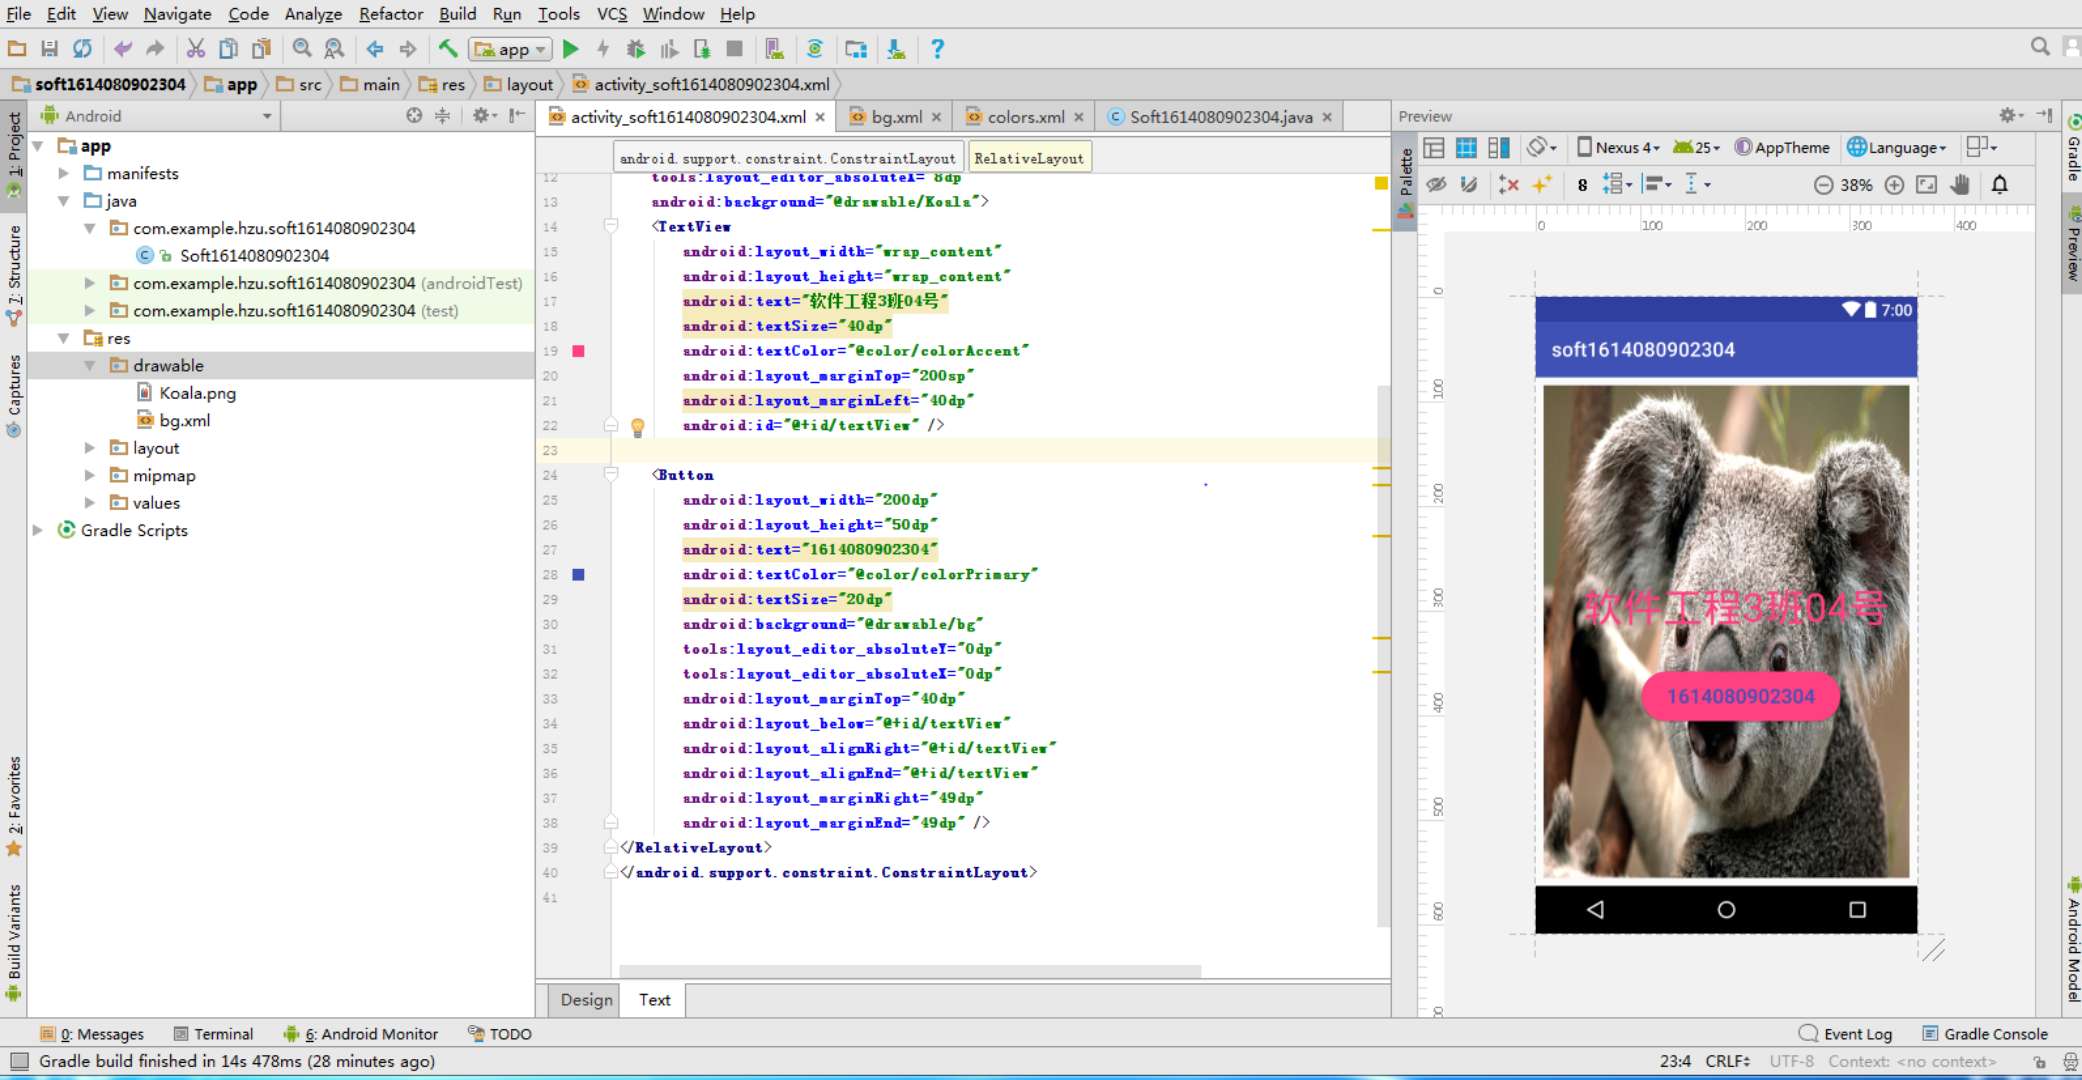 File Edit View Navigate Code Analyze Refactor Build Run Tools VCS Window Help
app
soft1614080902304 app src main res layout activity_soft1614080902304.xml
Android
activity_soft1614080902304.xml bg.xml colors.xml Soft1614080902304.java
Preview
android.support.constraint.ConstraintLayout RelativeLayout
Nexus 4 25 AppTheme Language
8 38%
1: Project
7: Structure
Captures
2: Favorites
Build Variants
app
manifests
java
com.example.hzu.soft1614080902304
Soft1614080902304
com.example.hzu.soft1614080902304 (androidTest)
com.example.hzu.soft1614080902304 (test)
res
drawable
Koala.png
bg.xml
layout
mipmap
values
Gradle Scripts
12 tools:layout_editor_absoluteX="8dp"
13 android:background="@drawable/Koala">
14 <TextView
15 android:layout_width="wrap_content"
16 android:layout_height="wrap_content"
17 android:text="软件工程3班04号"
18 android:textSize="40dp"
19 android:textColor="@color/colorAccent"
20 android:layout_marginTop="200sp"
21 android:layout_marginLeft="40dp"
22 android:id="@+id/textView" />
23
24 <Button
25 android:layout_width="200dp"
26 android:layout_height="50dp"
27 android:text="1614080902304"
28 android:textColor="@color/colorPrimary"
29 android:textSize="20dp"
30 android:background="@drawable/bg"
31 tools:layout_editor_absoluteY="0dp"
32 tools:layout_editor_absoluteX="0dp"
33 android:layout_marginTop="40dp"
34 android:layout_below="@+id/textView"
35 android:layout_alignRight="@+id/textView"
36 android:layout_alignEnd="@+id/textView"
37 android:layout_marginRight="49dp"
38 android:layout_marginEnd="49dp" />
39 </RelativeLayout>
40 </android.support.constraint.ConstraintLayout>
41
Design Text
Palette
0 100 200 300 400
0
100
200
300
400
500
600
7:00
soft1614080902304
软件工程3班04号
1614080902304
Gradle
Preview
Android Model
0: Messages Terminal 6: Android Monitor TODO Event Log Gradle Console
Gradle build finished in 14s 478ms (28 minutes ago) 23:4 CRLF UTF-8 Context: <no context>